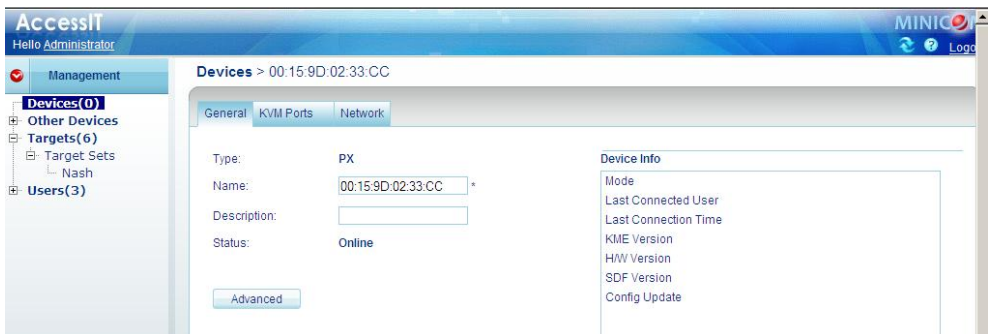 AccessIT
Hello Administrator
MINICO
Logo
Management
Devices(0)
Other Devices
Targets(6)
Target Sets
Nash
Users(3)
Devices > 00:15:9D:02:33:CC
General KVM Ports Network
Type: PX
Name: 00:15:9D:02:33:CC *
Description:
Status: Online
Advanced
Device Info
Mode
Last Connected User
Last Connection Time
KME Version
H/W Version
SDF Version
Config Update